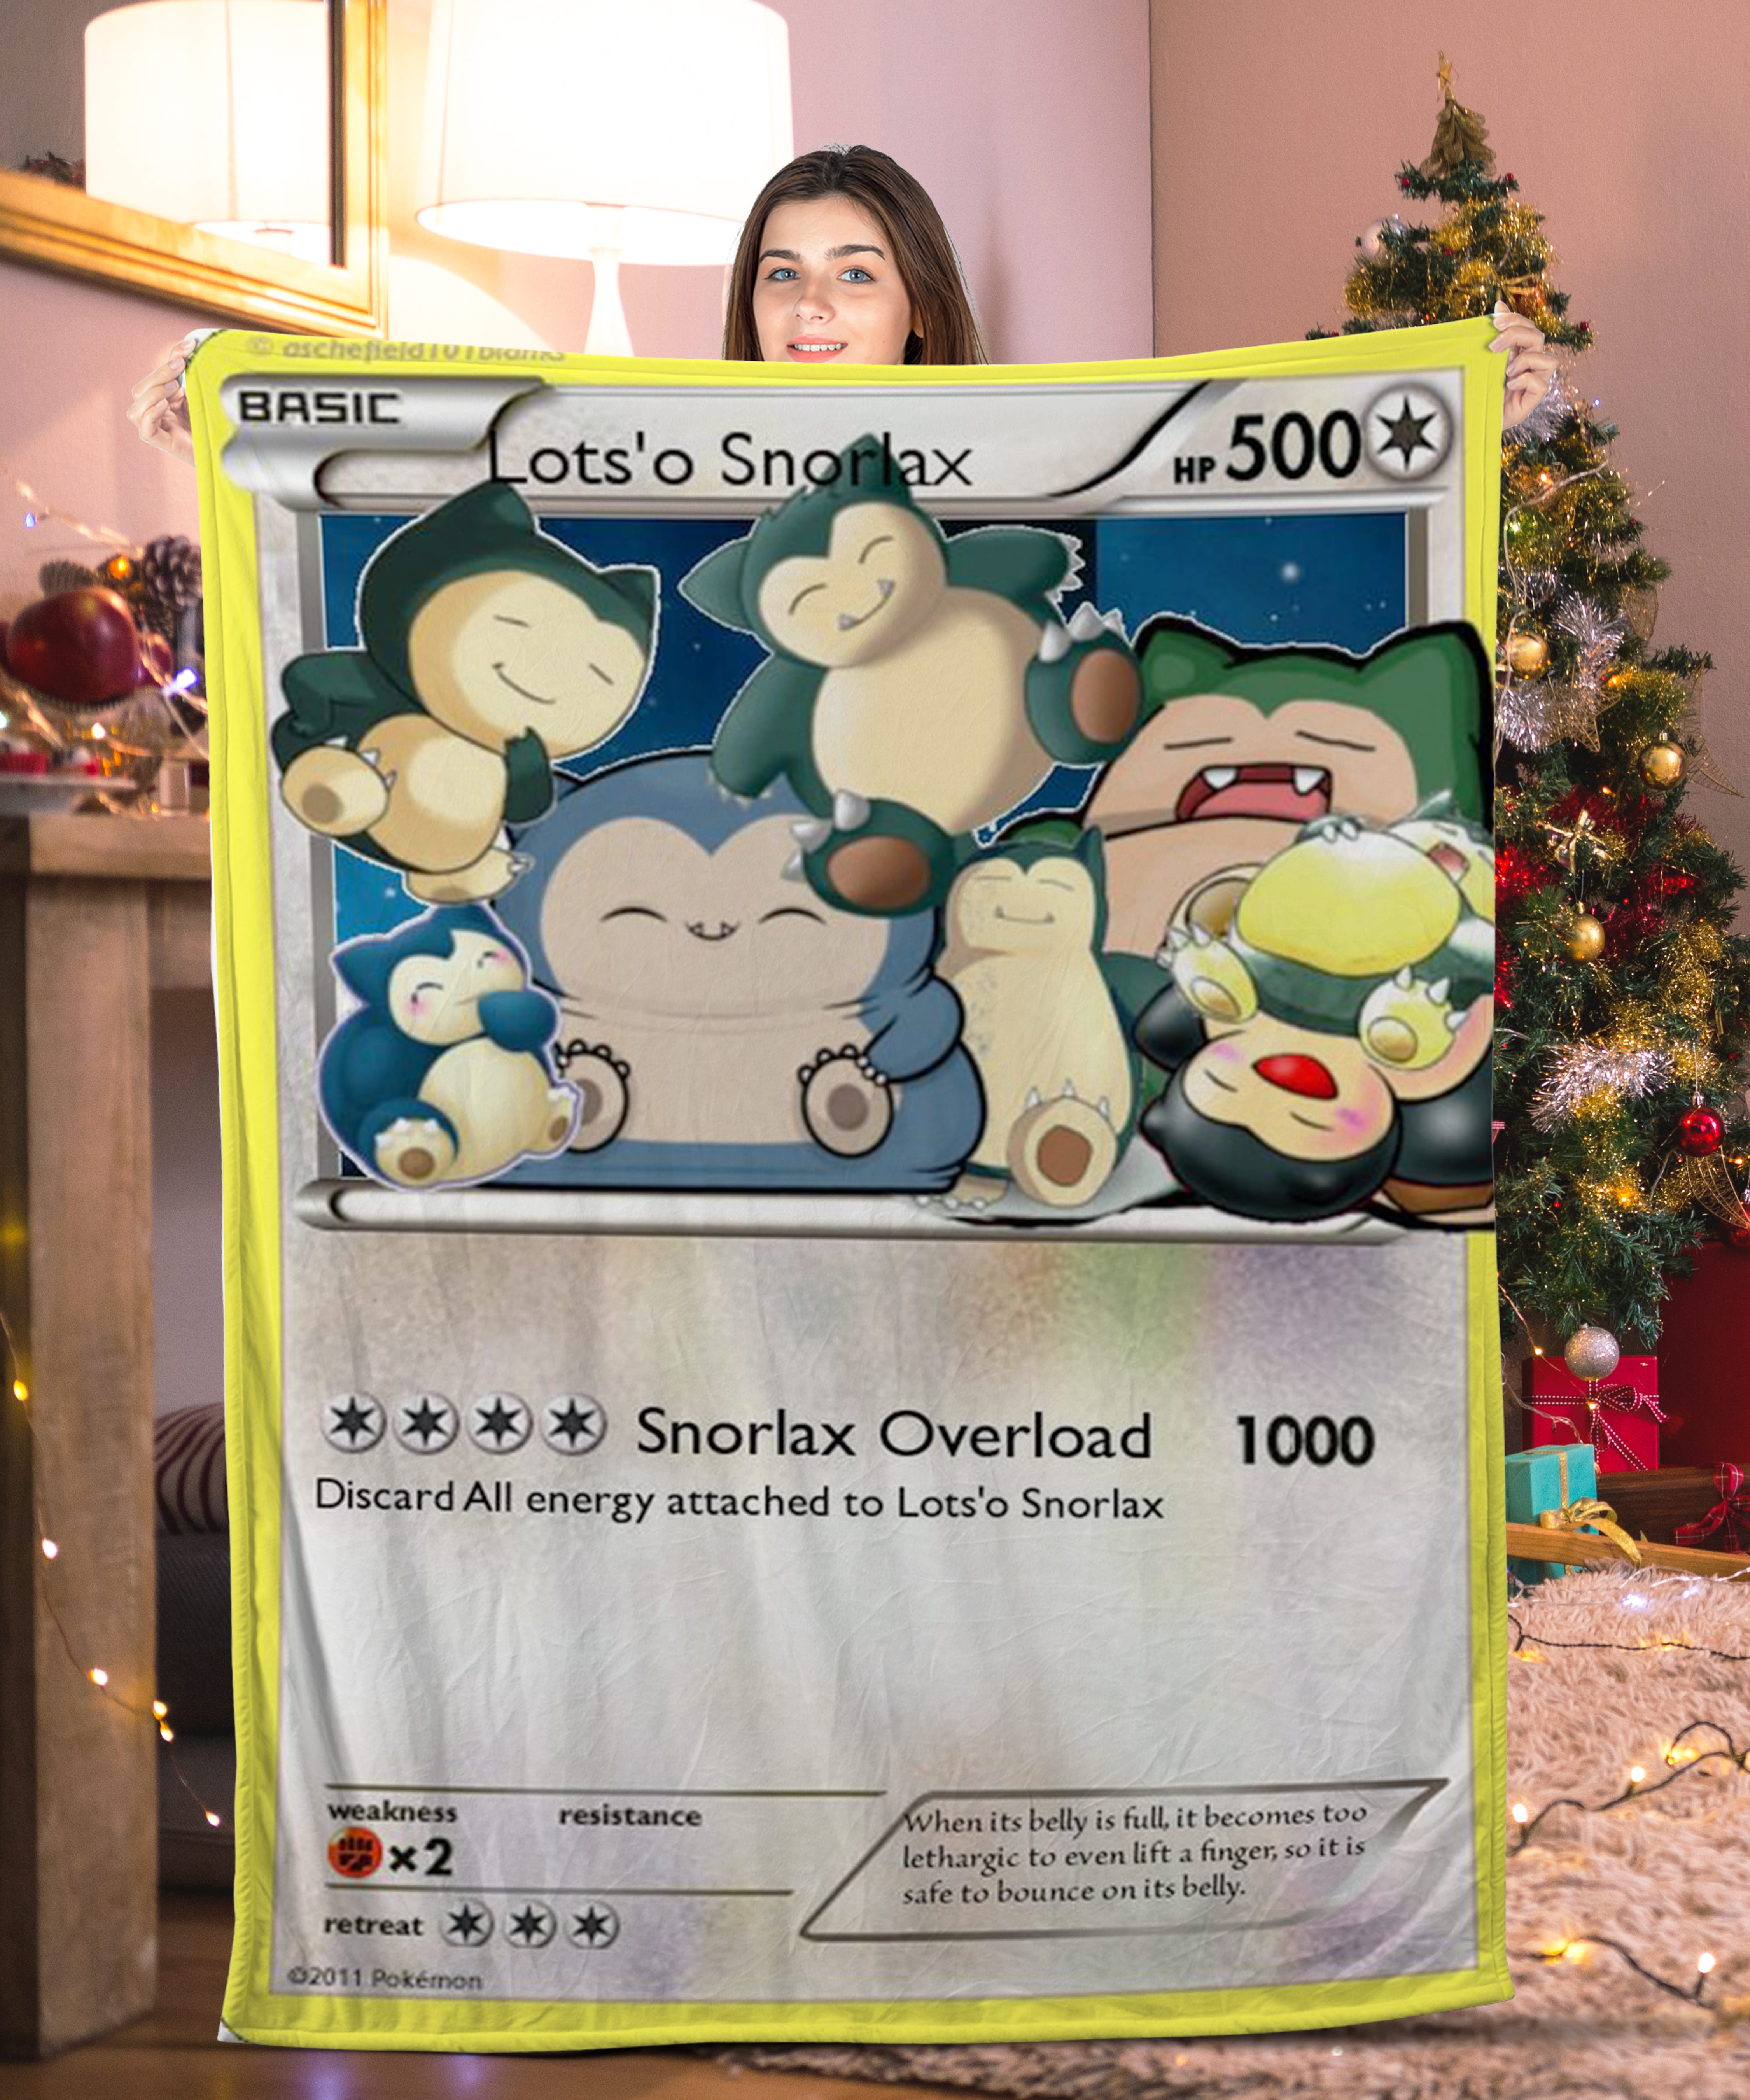 © aschefield101blanks
BASIC
Lots'o Snorlax
HP 500
Snorlax Overload 1000
Discard All energy attached to Lots'o Snorlax
weakness resistance
×2
retreat
When its belly is full, it becomes too
lethargic to even lift a finger, so it is
safe to bounce on its belly.
©2011 Pokémon